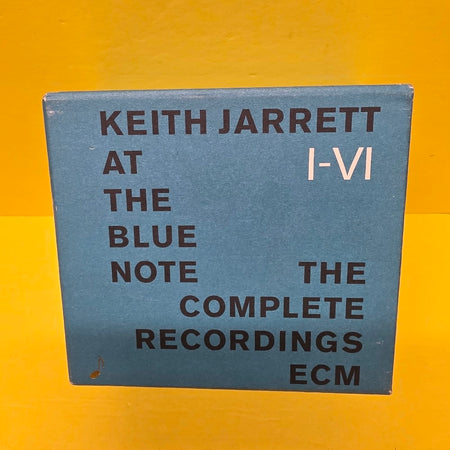 KEITH JARRETT
AT I-VI
THE
BLUE
NOTE THE
COMPLETE
RECORDINGS
ECM